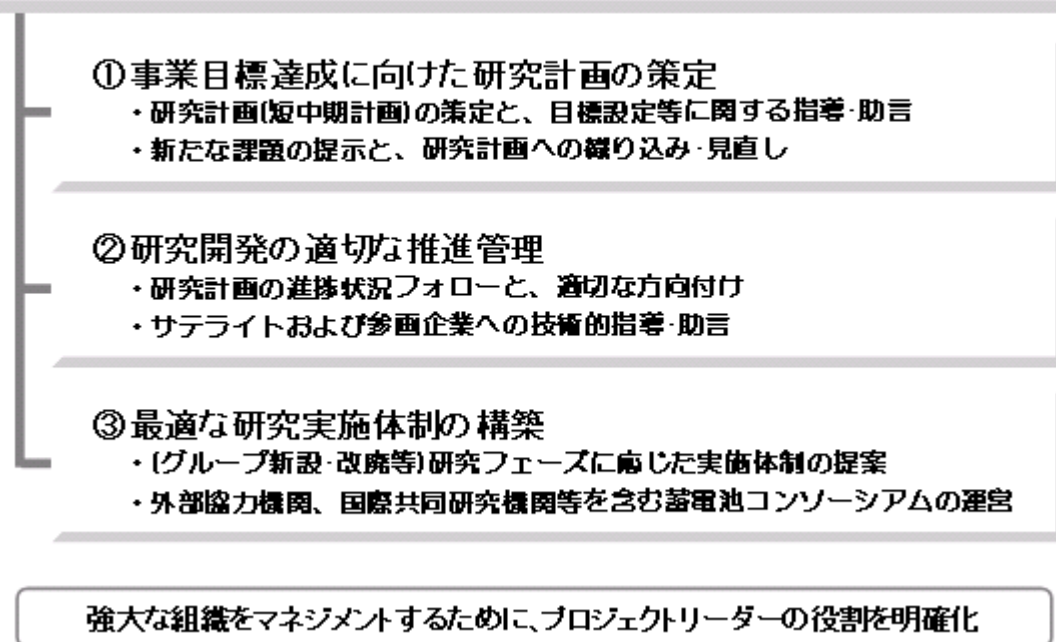 ①事業目標達成に向けた研究計画の策定
・研究計画(短中期計画)の策定と、目標設定等に関する指導·助言
・新たな課題の提示と、研究計画への織り込み·見直し
②研究開発の適切な推進管理
・研究計画の進捗状況フォローと、適切な方向付け
・サテライトおよび参画企業への技術的指導·助言
③最適な研究実施体制の構築
・(グループ新設·改廃等)研究フェーズに応じた実施体制の提案
・外部協力機関、国際共同研究機関等を含む蓄電池コンソーシアムの運営
強大な組織をマネジメントするために、プロジェクトリーダーの役割を明確化